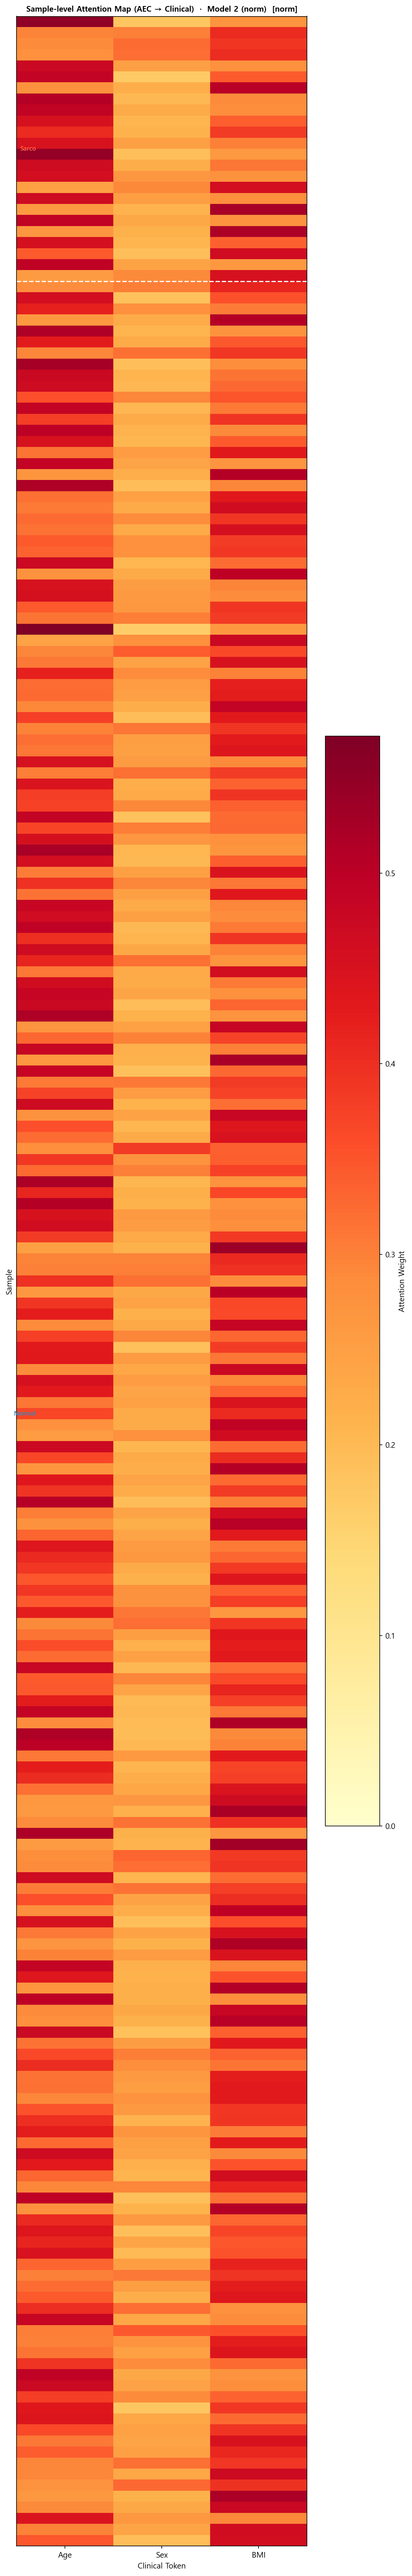 Sample-level Attention Map (AEC → Clinical)  ·  Model 2 (norm)  [norm]
Sarco
Sample
Age
Sex
BMI
Clinical Token
0.5
0.4
0.3
0.2
0.1
0.0
Attention Weight